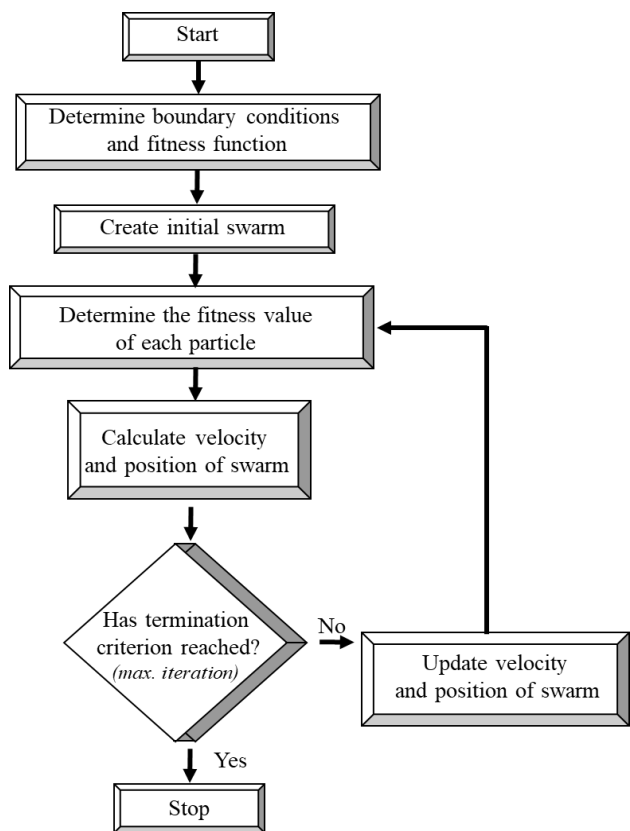 Start
Determine boundary conditions
and fitness function
Create initial swarm
Determine the fitness value
of each particle
Calculate velocity
and position of swarm
Has termination
criterion reached?
(max. iteration)
No
Update velocity
and position of swarm
Yes
Stop